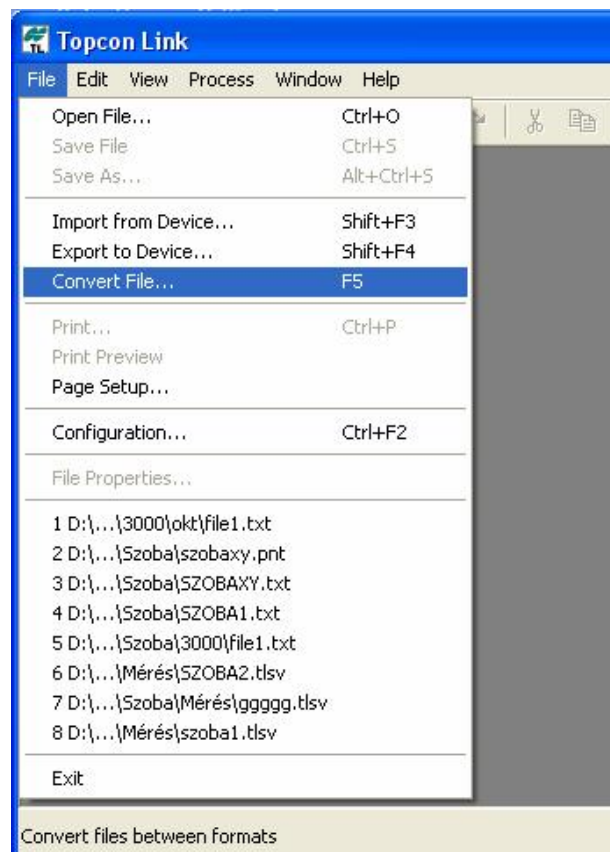 Topcon Link
File Edit View Process Window Help
Open File... Ctrl+O
Save File Ctrl+S
Save As... Alt+Ctrl+S
Import from Device... Shift+F3
Export to Device... Shift+F4
Convert File... F5
Print... Ctrl+P
Print Preview
Page Setup...
Configuration... Ctrl+F2
File Properties...
1 D:\...\3000\okt\file1.txt
2 D:\...\Szoba\szobaxy.pnt
3 D:\...\Szoba\SZOBAXY.txt
4 D:\...\Szoba\SZOBA1.txt
5 D:\...\Szoba\3000\file1.txt
6 D:\...\Mérés\SZOBA2.tlsv
7 D:\...\Szoba\Mérés\ggggg.tlsv
8 D:\...\Mérés\szoba1.tlsv
Exit
Convert files between formats